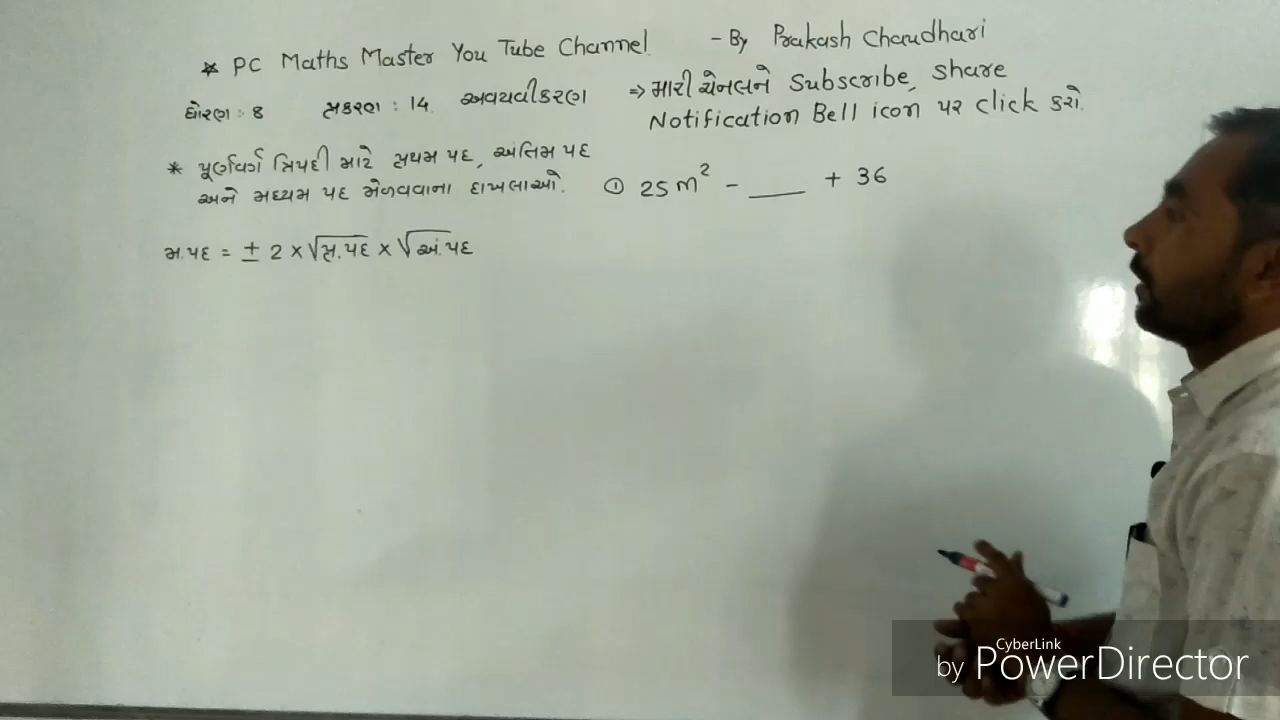 * PC Maths Master You Tube Channel - By Prakash Chaudhari
ધોરણ : 8 પ્રકરણ : 14 અવયવીકરણ ⇒ મારી ચેનલને Subscribe, Share
Notification Bell icon પર click કરો.
* પૂર્ણવર્ગ ત્રિપદી માટે પ્રથમ પદ, અંતિમ પદ
અને મધ્યમ પદ મેળવવાના દાખલાઓ. ① 25m² - ___ + 36
મ.પદ = ± 2 × √પ્ર.પદ × √અં.પદ
CyberLink
by PowerDirector